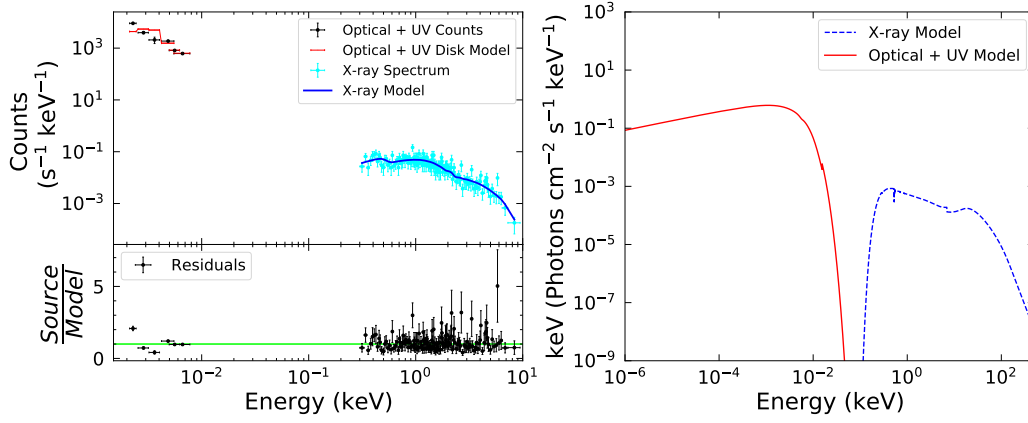 Counts
(s⁻¹ keV⁻¹)
10³
10¹
10⁻¹
10⁻³
Optical + UV Counts
Optical + UV Disk Model
X-ray Spectrum
X-ray Model
Source
Model
5
0
Residuals
10⁻²
10⁻¹
10⁰
10¹
Energy (keV)
keV (Photons cm⁻² s⁻¹ keV⁻¹)
10³
10¹
10⁻¹
10⁻³
10⁻⁵
10⁻⁷
10⁻⁹
X-ray Model
Optical + UV Model
10⁻⁶
10⁻⁴
10⁻²
10⁰
10²
Energy (keV)